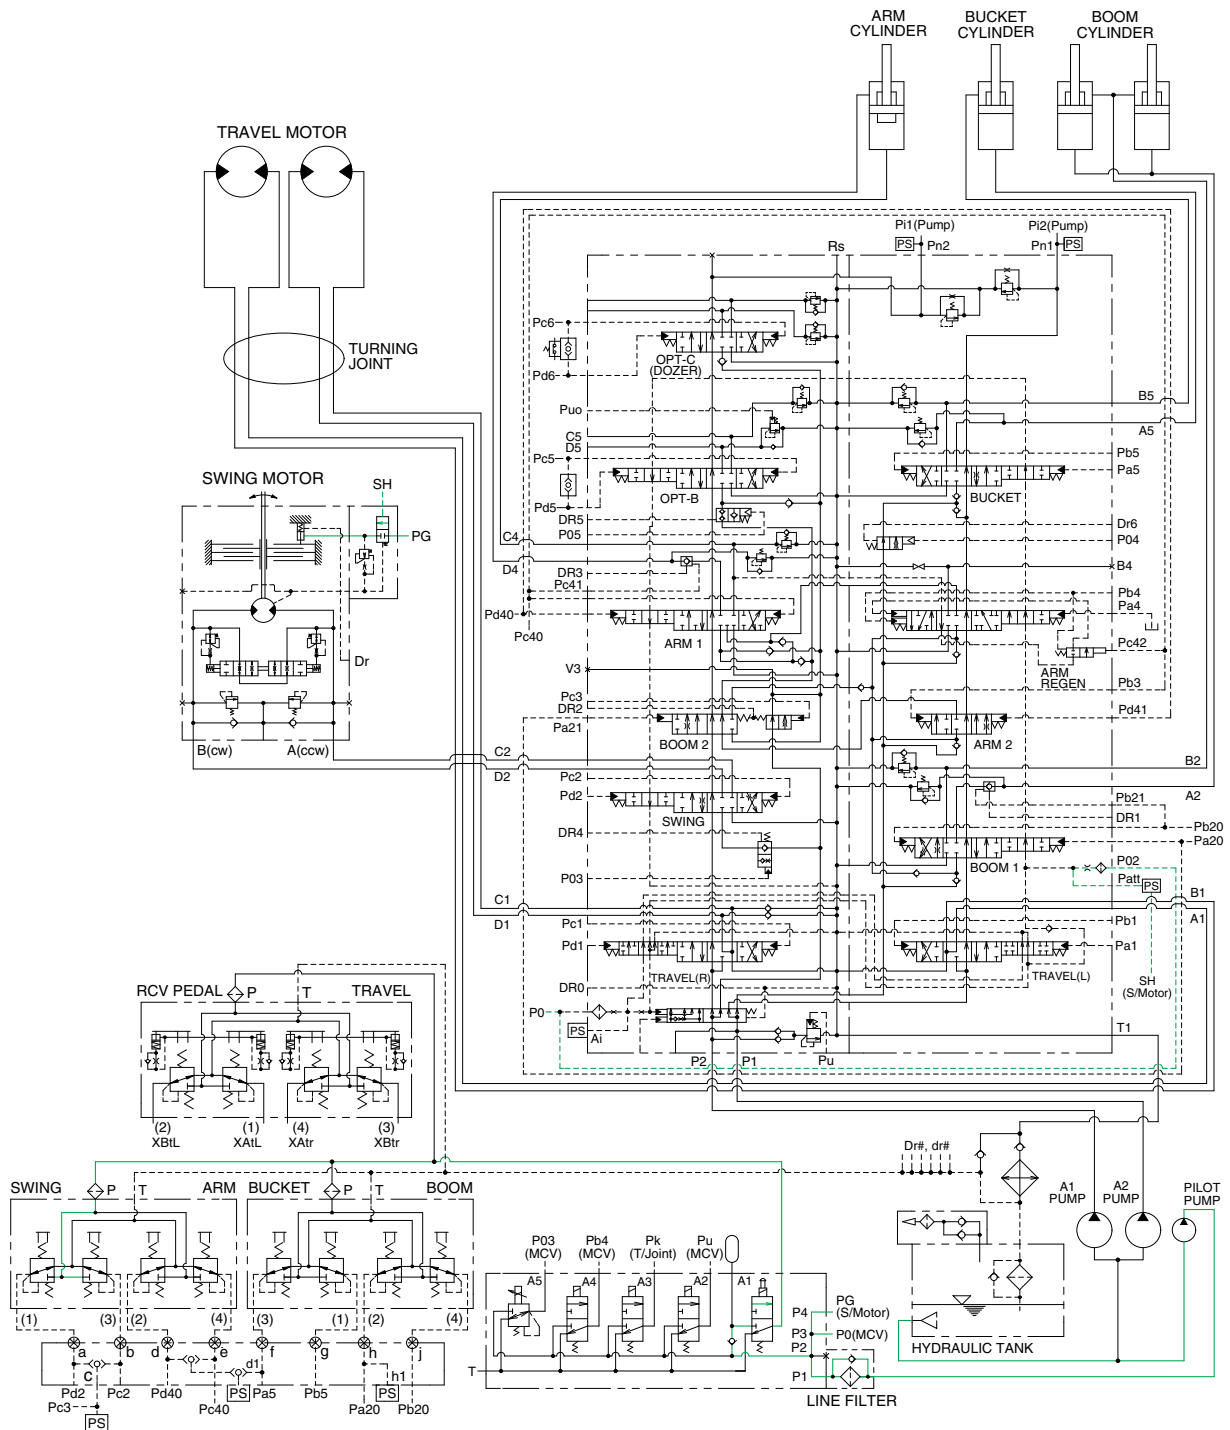 ARM
CYLINDER
BUCKET
CYLINDER
BOOM
CYLINDER
TRAVEL MOTOR
TURNING
JOINT
SWING MOTOR
SH
PG
Dr
B(cw)
A(ccw)
Pi1(Pump)
PS
Pn2
Rs
Pi2(Pump)
Pn1
PS
Pc6
Pd6
OPT-C
(DOZER)
Puo
C5
D5
Pc5
Pd5
OPT-B
DR5
P05
C4
D4
DR3
Pc41
Pd40
Pc40
ARM 1
V3
Pc3
DR2
Pa21
BOOM 2
C2
D2
Pc2
Pd2
SWING
DR4
P03
C1
D1
Pc1
Pd1
TRAVEL(R)
DR0
P0
PS
Ai
P2
P1
Pu
B5
A5
Pb5
Pa5
BUCKET
Dr6
P04
B4
Pb4
Pa4
Pc42
ARM
REGEN
Pb3
Pd41
ARM 2
B2
A2
Pb21
DR1
Pb20
Pa20
BOOM 1
P02
Patt
PS
B1
A1
Pb1
Pa1
TRAVEL(L)
SH
(S/Motor)
T1
RCV PEDAL
P
T
TRAVEL
(2)
XBtL
(1)
XAtL
(4)
XAtr
(3)
XBtr
SWING
P
T
ARM
BUCKET
P
T
BOOM
(1)
(3)
(2)
(4)
(3)
(1)
(2)
(4)
a
b
d
e
f
g
h
j
c
d1
h1
Pd2
Pc2
Pd40
PS
Pa5
Pb5
PS
Pc3
Pc40
Pa20
Pb20
PS
P03
(MCV)
Pb4
(MCV)
Pk
(T/Joint)
Pu
(MCV)
A5
A4
A3
A2
A1
T
P4
P3
P2
P1
PG
(S/Motor)
P0(MCV)
LINE FILTER
Dr#, dr#
HYDRAULIC TANK
A1
PUMP
A2
PUMP
PILOT
PUMP